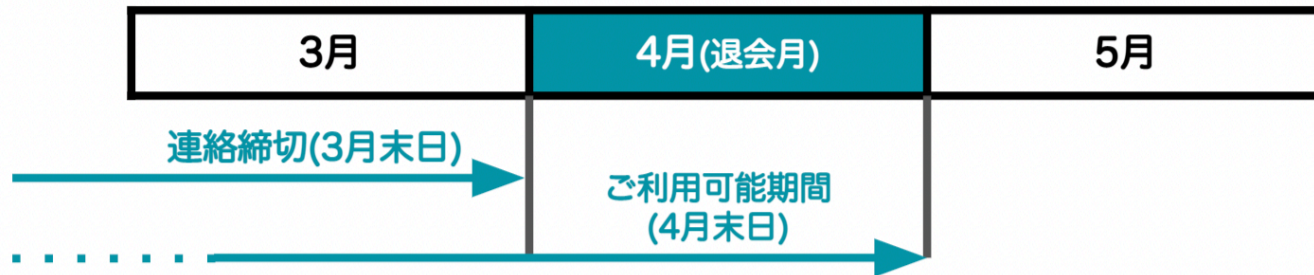 3月
4月(退会月)
5月
連絡締切(3月末日)
ご利用可能期間
(4月末日)